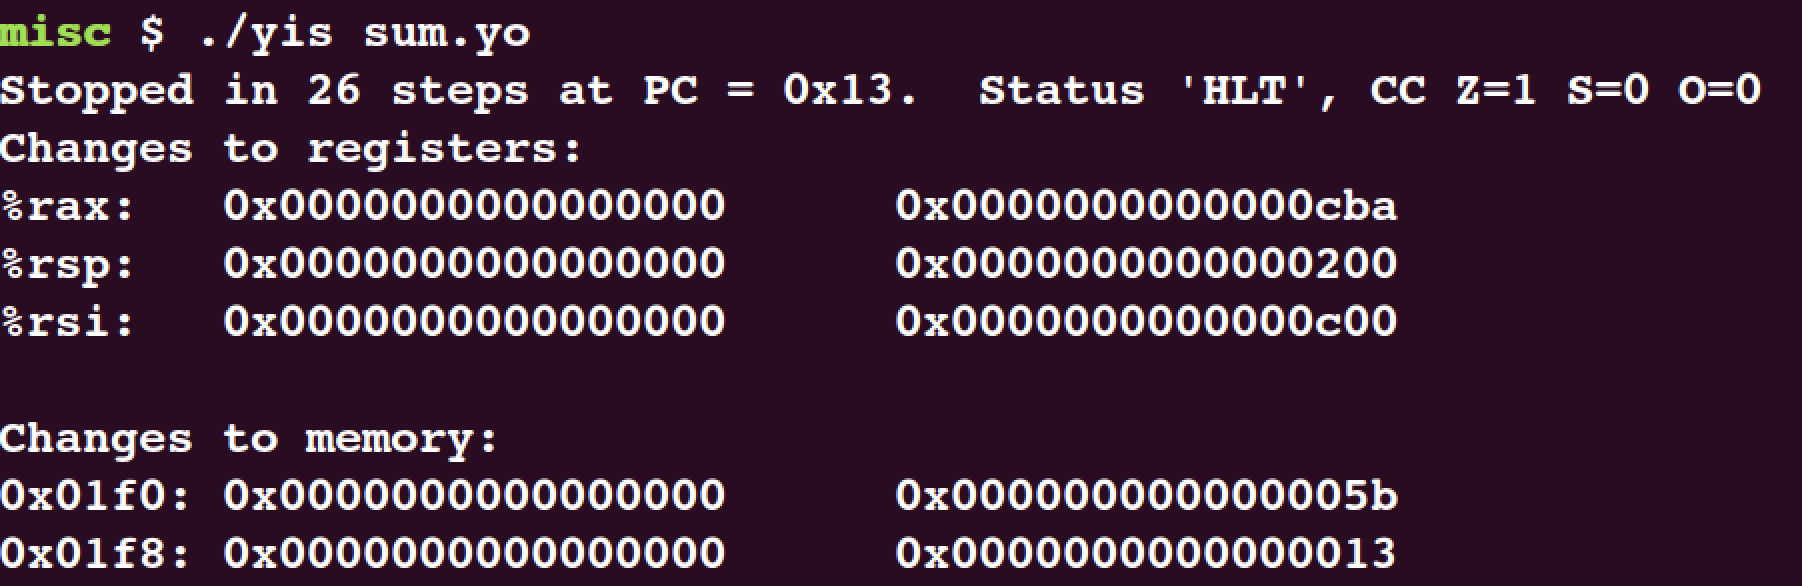 misc $ ./yis sum.yo
Stopped in 26 steps at PC = 0x13.  Status 'HLT', CC Z=1 S=0 O=0
Changes to registers:
%rax:   0x0000000000000000      0x0000000000000cba
%rsp:   0x0000000000000000      0x0000000000000200
%rsi:   0x0000000000000000      0x0000000000000c00
Changes to memory:
0x01f0: 0x0000000000000000      0x000000000000005b
0x01f8: 0x0000000000000000      0x0000000000000013